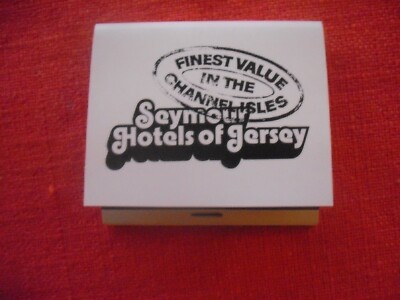 FINEST VALUE
IN THE
CHANNEL ISLES
Seymour
Hotels of Jersey